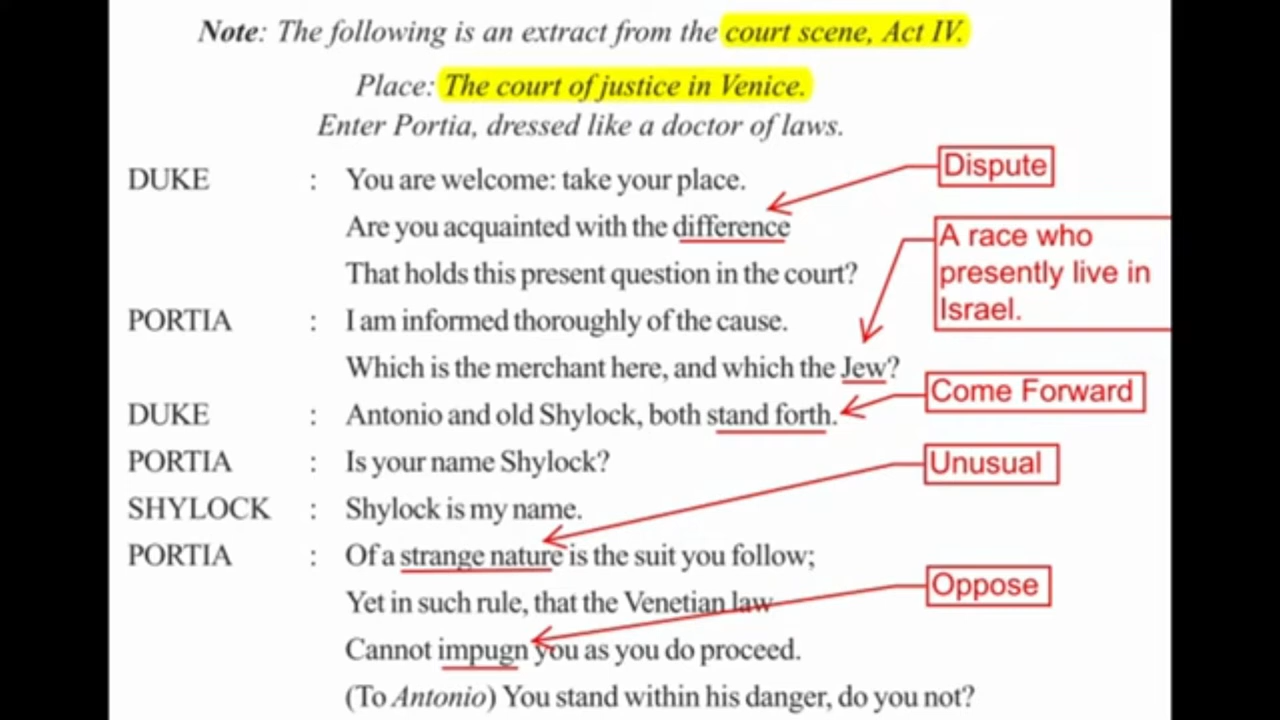 Note: The following is an extract from the court scene, Act IV.
Place: The court of justice in Venice.
Enter Portia, dressed like a doctor of laws.
Dispute
DUKE : You are welcome: take your place.
Are you acquainted with the difference
A race who
presently live in
Israel.
That holds this present question in the court?
PORTIA : I am informed thoroughly of the cause.
Which is the merchant here, and which the Jew?
Come Forward
DUKE : Antonio and old Shylock, both stand forth.
PORTIA : Is your name Shylock?
Unusual
SHYLOCK : Shylock is my name.
PORTIA : Of a strange nature is the suit you follow;
Oppose
Yet in such rule, that the Venetian law
Cannot impugn you as you do proceed.
(To Antonio) You stand within his danger, do you not?